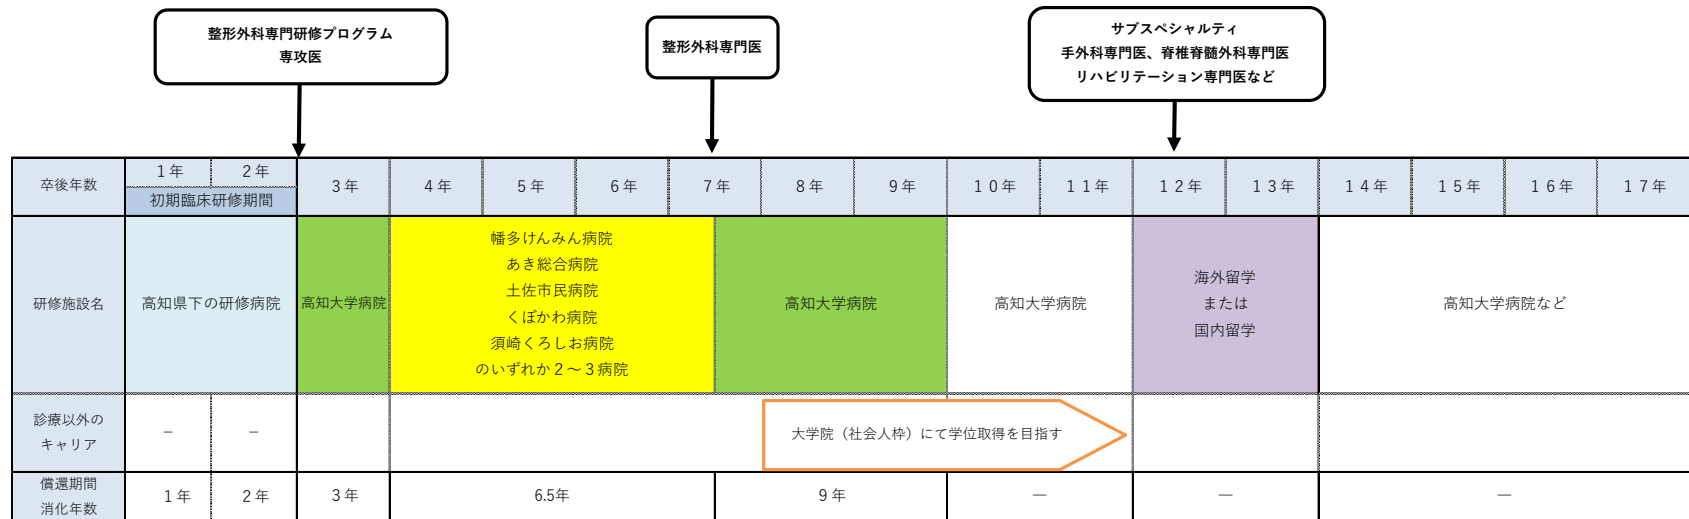 整形外科専門研修プログラム
専攻医
整形外科専門医
サブスペシャルティ
手外科専門医、脊椎脊髄外科専門医
リハビリテーション専門医など
卒後年数
1年
2年
初期臨床研修期間
3年
4年
5年
6年
7年
8年
9年
10年
11年
12年
13年
14年
15年
16年
17年
研修施設名
高知県下の研修病院
高知大学病院
幡多けんみん病院
あき総合病院
土佐市民病院
くぼかわ病院
須崎くろしお病院
のいずれか2～3病院
高知大学病院
高知大学病院
海外留学
または
国内留学
高知大学病院など
診療以外の
キャリア
－
－
大学院（社会人枠）にて学位取得を目指す
償還期間
消化年数
1年
2年
3年
6.5年
9年
―
―
―